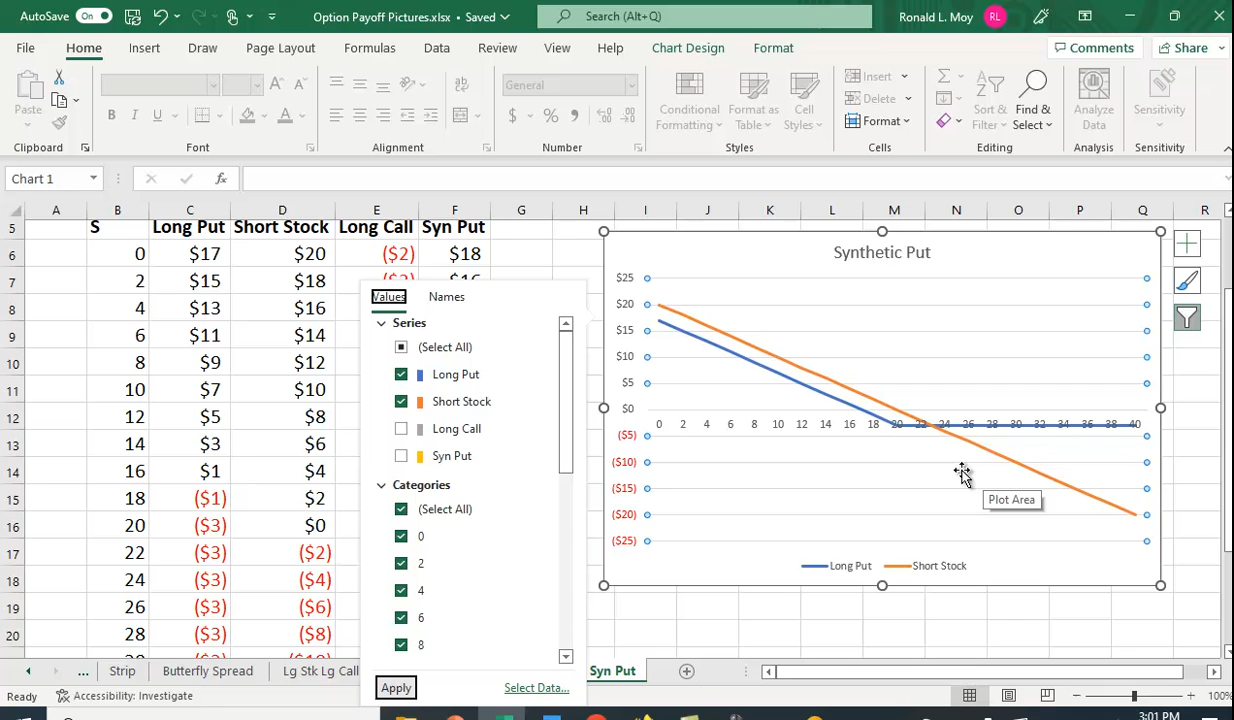 AutoSave On Option Payoff Pictures.xlsx • Saved Search (Alt+Q) Ronald L. Moy RL
File Home Insert Draw Page Layout Formulas Data Review View Help Chart Design Format Comments Share
Paste B I U A A A ab General $ % 9 Conditional Formatting Format as Table Cell Styles Insert Delete Format Sort & Filter Find & Select Analyze Data Sensitivity
Clipboard Font Alignment Number Styles Cells Editing Analysis Sensitivity
Chart 1 fx
A B C D E F G H I J K L M N O P Q R
5 S Long Put Short Stock Long Call Syn Put
6 0 $17 $20 ($2) $18
7 2 $15 $18
8 4 $13 $16
9 6 $11 $14
10 8 $9 $12
11 10 $7 $10
12 12 $5 $8
13 14 $3 $6
14 16 $1 $4
15 18 ($1) $2
16 20 ($3) $0
17 22 ($3) ($2)
18 24 ($3) ($4)
19 26 ($3) ($6)
20 28 ($3) ($8)
Values Names
Series
(Select All)
Long Put
Short Stock
Long Call
Syn Put
Categories
(Select All)
0
2
4
6
8
Apply Select Data...
Synthetic Put
$25
$20
$15
$10
$5
$0
0 2 4 6 8 10 12 14 16 18 20 22 24 26 28 30 32 34 36 38 40
($5)
($10)
($15)
($20)
($25)
Plot Area
Long Put Short Stock
... Strip Butterfly Spread Lg Stk Lg Call Syn Put
Ready Accessibility: Investigate 100%
3:01 PM